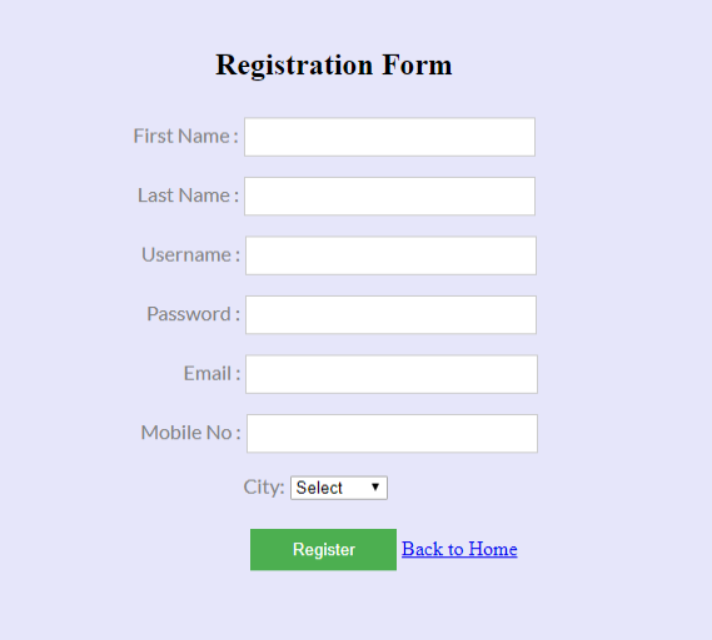 Registration Form
First Name :
Last Name :
Username :
Password :
Email :
Mobile No :
City: Select
Register Back to Home